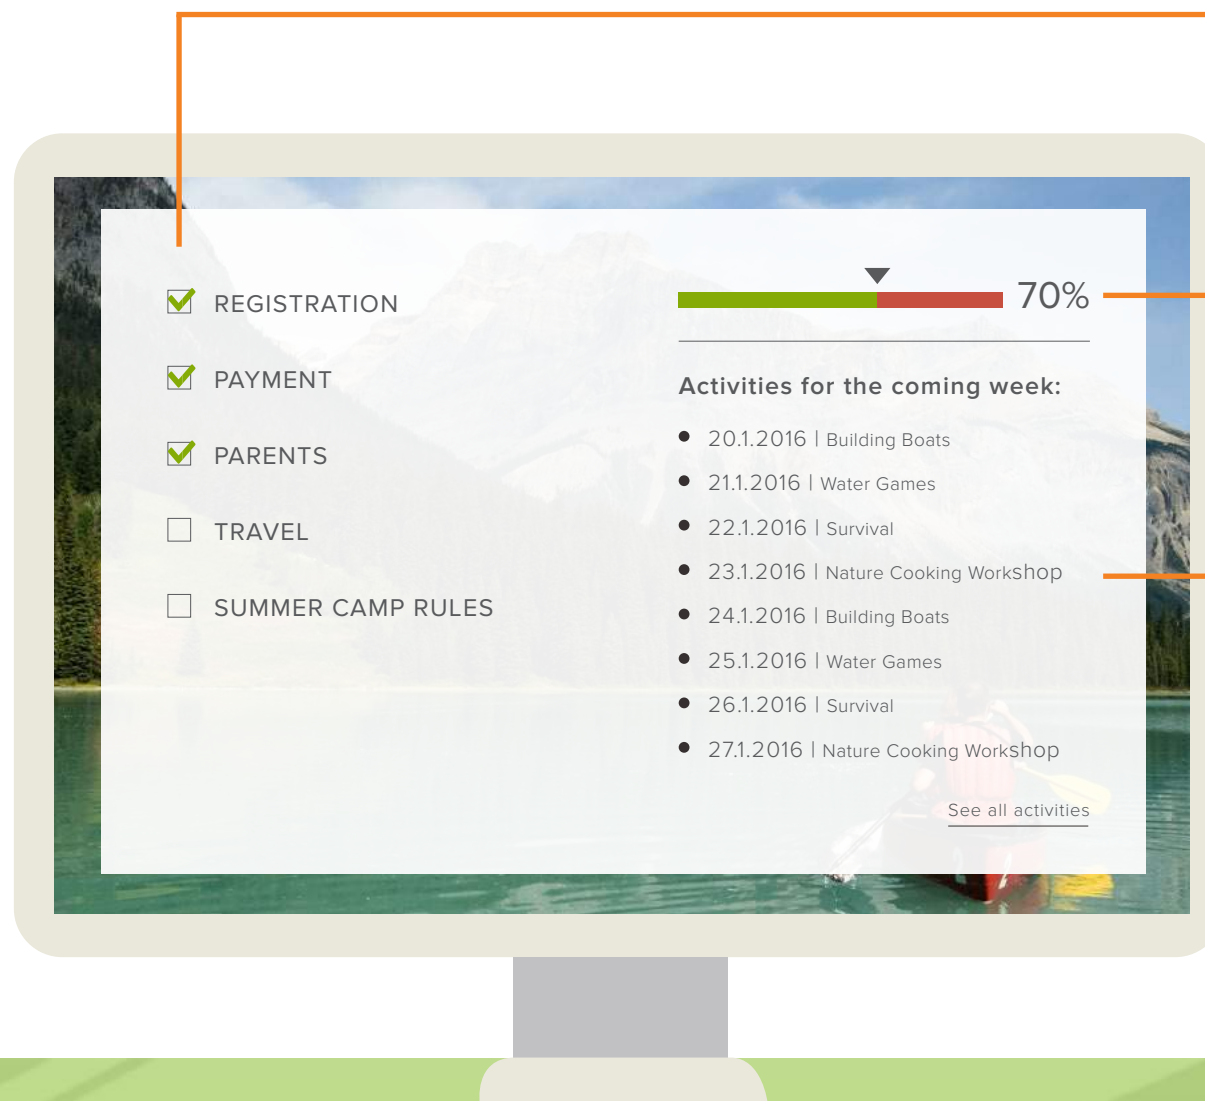 REGISTRATION
PAYMENT
PARENTS
TRAVEL
SUMMER CAMP RULES
70%
Activities for the coming week:
20.1.2016 | Building Boats
21.1.2016 | Water Games
22.1.2016 | Survival
23.1.2016 | Nature Cooking Workshop
24.1.2016 | Building Boats
25.1.2016 | Water Games
26.1.2016 | Survival
27.1.2016 | Nature Cooking Workshop
See all activities